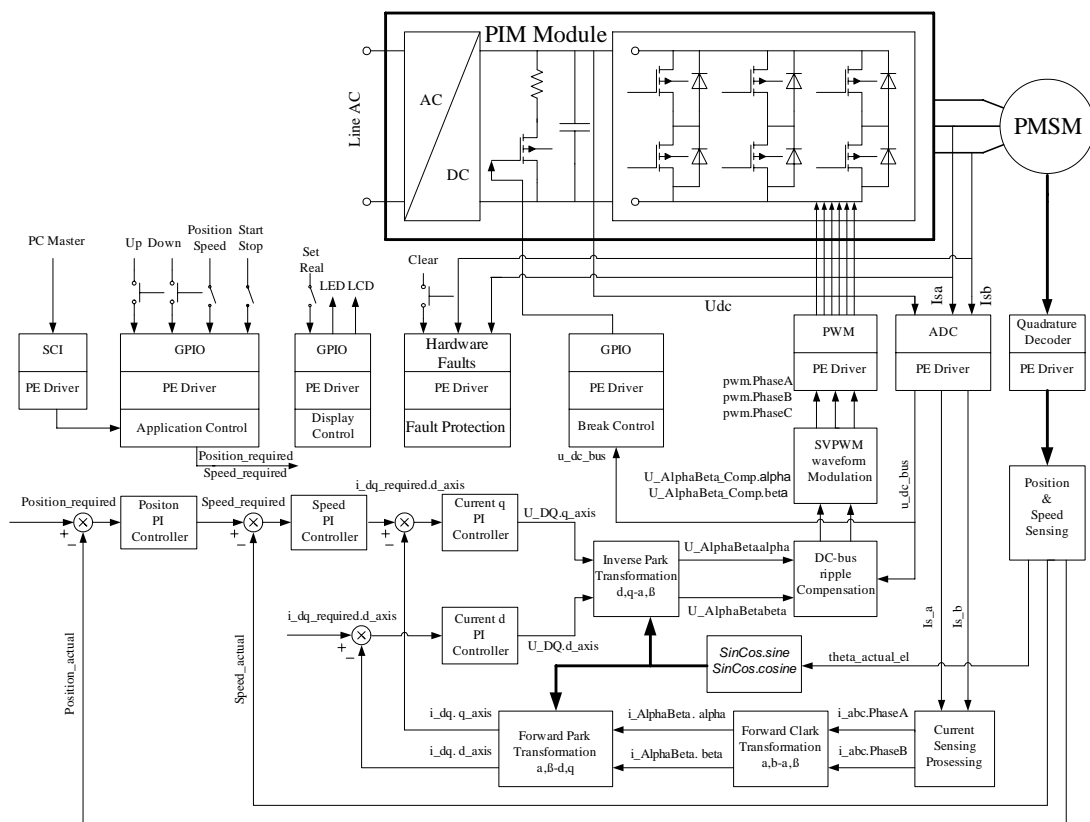 PIM Module
Line AC
AC
DC
PMSM
PC Master
Up
Down
Position
Speed
Start
Stop
Set
Real
LED
LCD
Clear
Udc
Isa
Isb
SCI
PE Driver
GPIO
PE Driver
Application Control
GPIO
PE Driver
Display
Control
Hardware
Faults
PE Driver
Fault Protection
GPIO
PE Driver
Break Control
PWM
PE Driver
ADC
PE Driver
Quadrature
Decoder
PE Driver
pwm.PhaseA
pwm.PhaseB
pwm.PhaseC
Position_required
Speed_required
u_dc_bus
SVPWM
waveform
Modulation
U_AlphaBeta_Comp.alpha
U_AlphaBeta_Comp.beta
u_dc_bus
Position
&
Speed
Sensing
Position_required
+
−
Positon
PI
Controller
Speed_required
+
−
Speed
PI
Controller
i_dq_required.d_axis
+
−
Current q
PI
Controller
U_DQ.q_axis
Inverse Park
Transformation
d,q-a,ß
U_AlphaBeta.alpha
U_AlphaBetabeta
DC-bus
ripple
Compensation
i_dq_required.d_axis
+
−
Current d
PI
Controller
U_DQ.d_axis
Is_a
Is_b
SinCos.sine
SinCos.cosine
theta_actual_el
Position_actual
Speed_actual
i_dq. q_axis
i_dq. d_axis
Forward Park
Transformation
a,ß-d,q
i_AlphaBeta. alpha
i_AlphaBeta. beta
Forward Clark
Transformation
a,b-a,ß
i_abc.PhaseA
i_abc.PhaseB
Current
Sensing
Prosessing